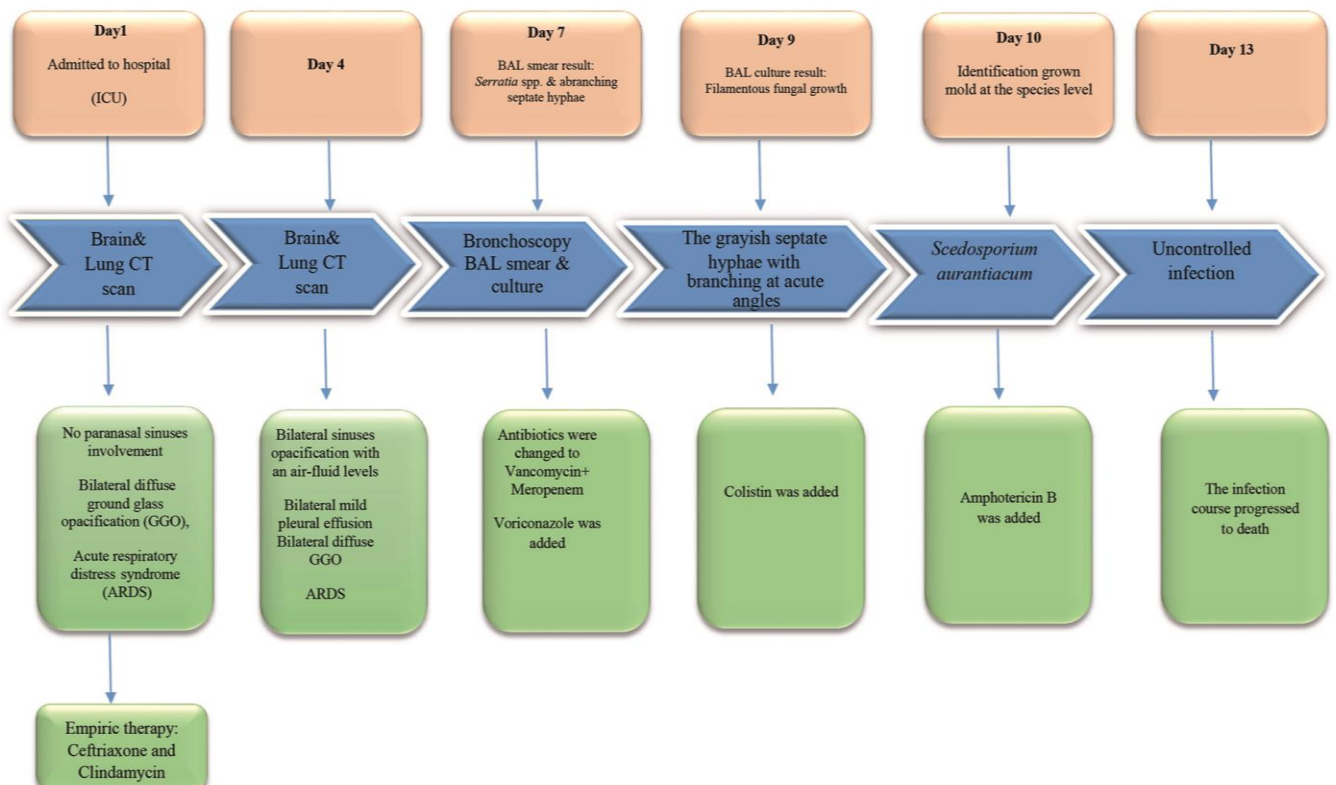 Day1
Admitted to hospital
(ICU)
Day 4
Day 7
BAL smear result:
Serratia spp. & abranching
septate hyphae
Day 9
BAL culture result:
Filamentous fungal growth
Day 10
Identification grown
mold at the species level
Day 13
Brain&
Lung CT
scan
Brain&
Lung CT
scan
Bronchoscopy
BAL smear &
culture
The grayish septate
hyphae with
branching at acute
angles
Scedosporium
aurantiacum
Uncontrolled
infection
No paranasal sinuses
involvement
Bilateral diffuse
ground glass
opacification (GGO),
Acute respiratory
distress syndrome
(ARDS)
Bilateral sinuses
opacification with
an air-fluid levels
Bilateral mild
pleural effusion
Bilateral diffuse
GGO
ARDS
Antibiotics were
changed to
Vancomycin+
Meropenem
Voriconazole was
added
Colistin was added
Amphotericin B
was added
The infection
course progressed
to death
Empiric therapy:
Ceftriaxone and
Clindamycin